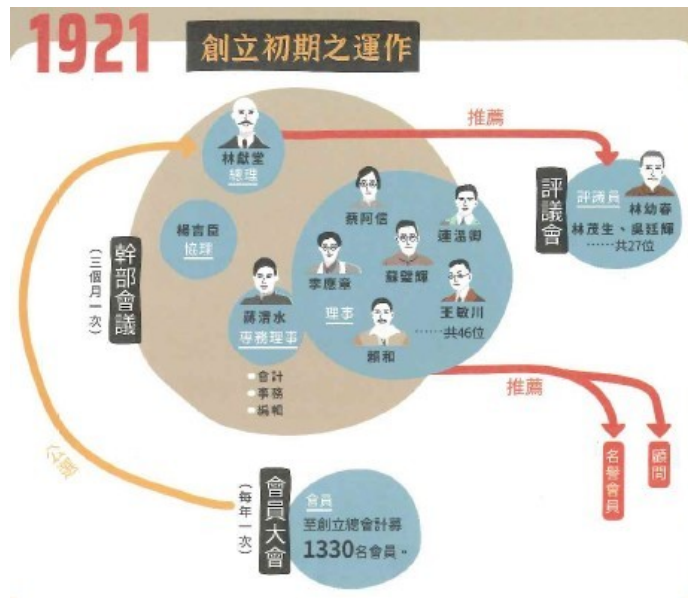 1921
創立初期之運作
林獻堂
總理
推薦
評議會
評議員
林幼春
林茂生、吳廷輝
……共27位
楊吉臣
協理
幹部會議
(三個月一次)
蔣渭水
專務理事
會計
事務
編輯
蔡阿信
連溫卿
李應章
蘇璧輝
理事
王敏川
……共46位
賴和
推薦
名譽會員
顧問
公選
會員大會
(每年一次)
會員
至創立總會計募
1330名會員。